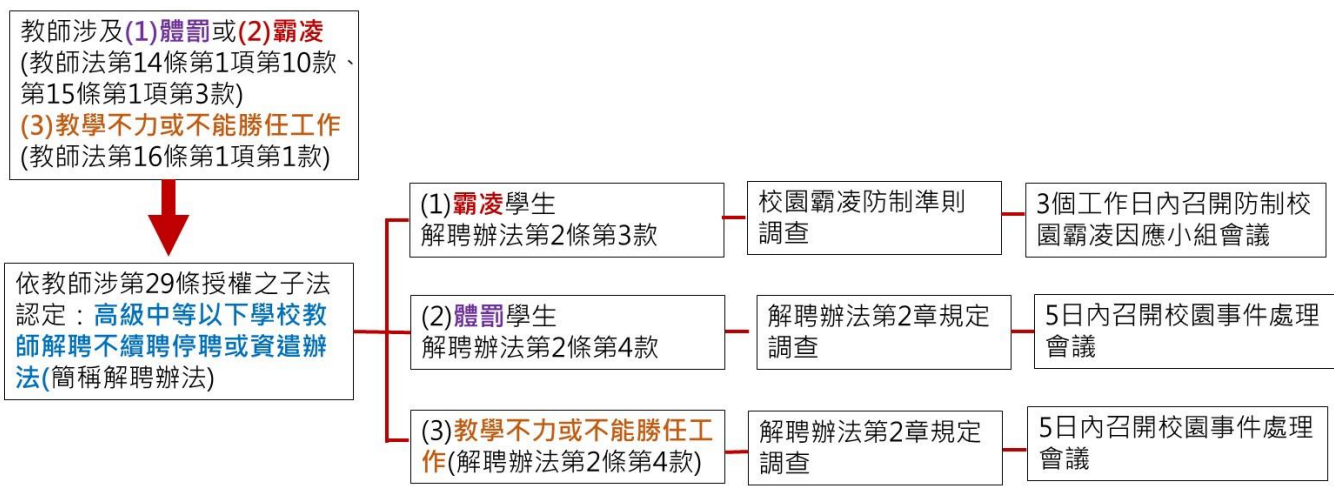 教師涉及(1)體罰或(2)霸凌
(教師法第14條第1項第10款、
第15條第1項第3款)
(3)教學不力或不能勝任工作
(教師法第16條第1項第1款)
依教師涉第29條授權之子法
認定：高級中等以下學校教
師解聘不續聘停聘或資遣辦
法(簡稱解聘辦法)
(1)霸凌學生
解聘辦法第2條第3款
校園霸凌防制準則
調查
3個工作日內召開防制校
園霸凌因應小組會議
(2)體罰學生
解聘辦法第2條第4款
解聘辦法第2章規定
調查
5日內召開校園事件處理
會議
(3)教學不力或不能勝任工
作(解聘辦法第2條第4款)
解聘辦法第2章規定
調查
5日內召開校園事件處理
會議